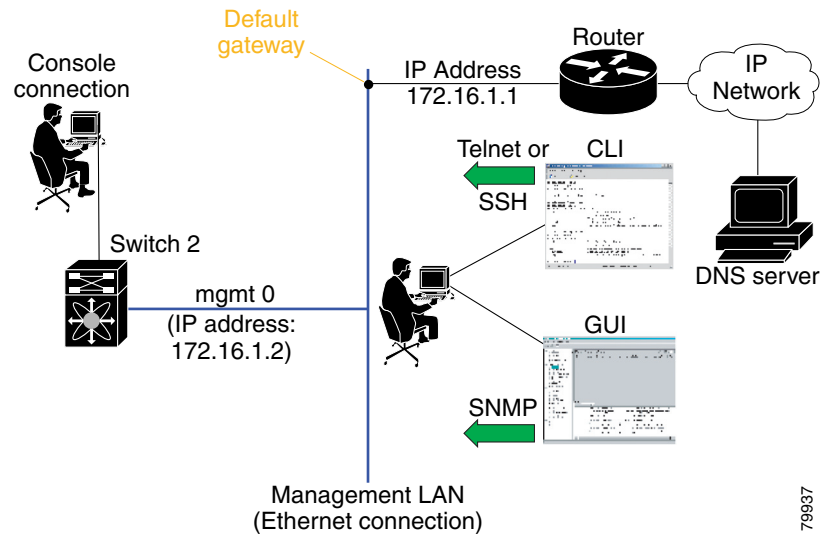 Default
gateway
Console
connection
IP Address
172.16.1.1
Router
IP
Network
Telnet or
SSH
CLI
DNS server
Switch 2
mgmt 0
(IP address:
172.16.1.2)
GUI
SNMP
Management LAN
(Ethernet connection)
79937